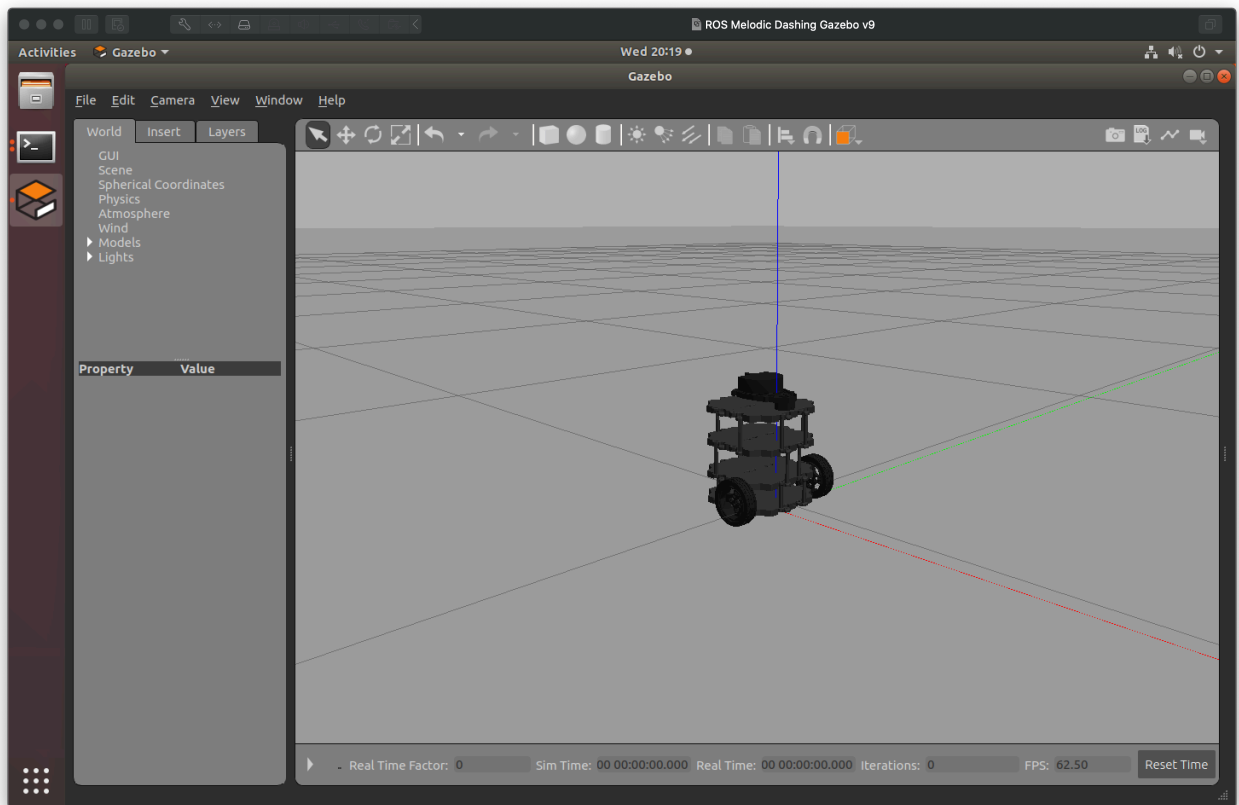 ROS Melodic Dashing Gazebo v9
Activities Gazebo Wed 20:19
Gazebo
File Edit Camera View Window Help
World Insert Layers
GUI
Scene
Spherical Coordinates
Physics
Atmosphere
Wind
Models
Lights
Property Value
LOG
Real Time Factor: 0 Sim Time: 00 00:00:00.000 Real Time: 00 00:00:00.000 Iterations: 0 FPS: 62.50 Reset Time